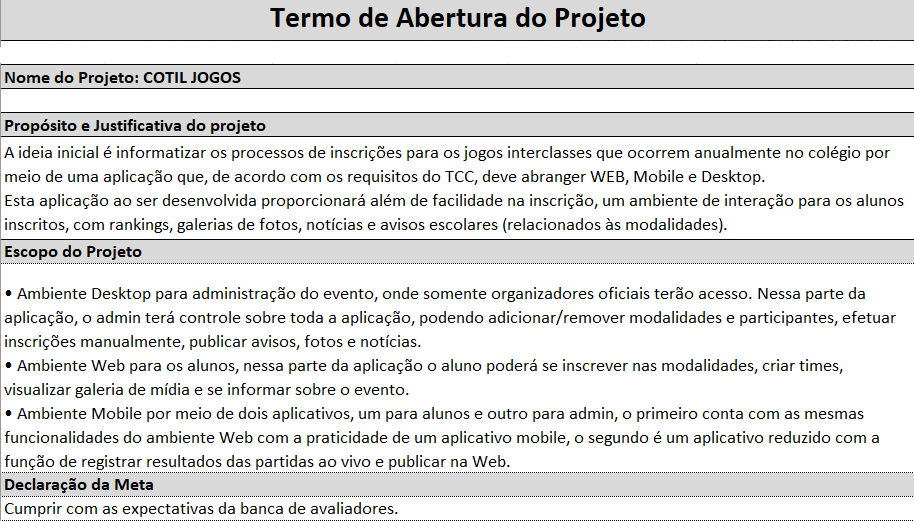 Termo de Abertura do Projeto
Nome do Projeto: COTIL JOGOS
Propósito e Justificativa do projeto
A ideia inicial é informatizar os processos de inscrições para os jogos interclasses que ocorrem anualmente no colégio por
meio de uma aplicação que, de acordo com os requisitos do TCC, deve abranger WEB, Mobile e Desktop.
Esta aplicação ao ser desenvolvida proporcionará além de facilidade na inscrição, um ambiente de interação para os alunos
inscritos, com rankings, galerias de fotos, notícias e avisos escolares (relacionados às modalidades).
Escopo do Projeto
• Ambiente Desktop para administração do evento, onde somente organizadores oficiais terão acesso. Nessa parte da
aplicação, o admin terá controle sobre toda a aplicação, podendo adicionar/remover modalidades e participantes, efetuar
inscrições manualmente, publicar avisos, fotos e notícias.
• Ambiente Web para os alunos, nessa parte da aplicação o aluno poderá se inscrever nas modalidades, criar times,
visualizar galeria de mídia e se informar sobre o evento.
• Ambiente Mobile por meio de dois aplicativos, um para alunos e outro para admin, o primeiro conta com as mesmas
funcionalidades do ambiente Web com a praticidade de um aplicativo mobile, o segundo é um aplicativo reduzido com a
função de registrar resultados das partidas ao vivo e publicar na Web.
Declaração da Meta
Cumprir com as expectativas da banca de avaliadores.